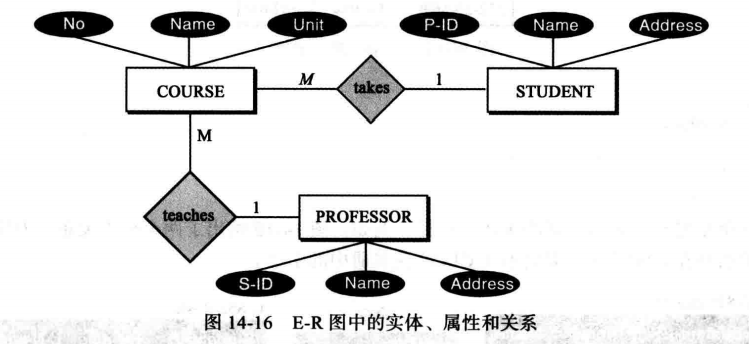 No Name Unit P-ID Name Address
COURSE M takes 1 STUDENT
M
teaches 1 PROFESSOR
S-ID Name Address
图 14-16 E-R 图中的实体、属性和关系